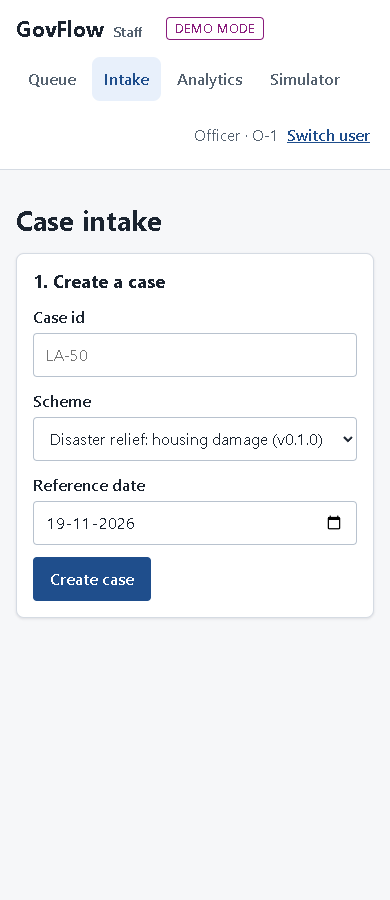 GovFlow Staff DEMO MODE
Queue Intake Analytics Simulator
Officer · O-1 Switch user
Case intake
1. Create a case
Case id
LA-50
Scheme
Disaster relief: housing damage (v0.1.0)
Reference date
19-11-2026
Create case